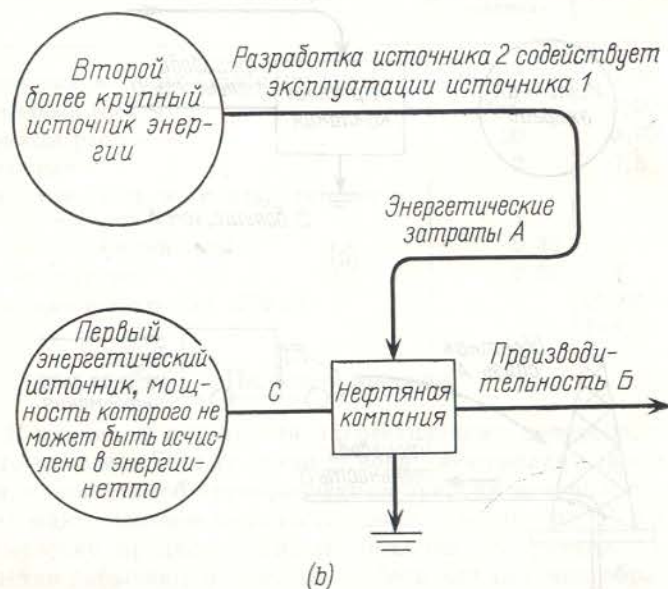 Второй
более крупный
источник энер-
гии
Разработка источника 2 содействует
эксплуатации источника 1
Энергетические
затраты А
Первый
энергетический
источник, мощ-
ность которого не
может быть исчис-
лена в энергии-
нетто
С
Нефтяная
компания
Производи-
тельность Б
(b)